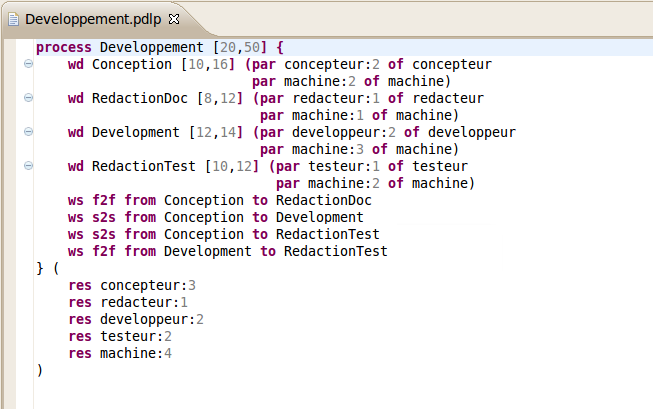 Developpement.pdlp
process Developpement [20,50] {
wd Conception [10,16] (par concepteur:2 of concepteur
par machine:2 of machine)
wd RedactionDoc [8,12] (par redacteur:1 of redacteur
par machine:1 of machine)
wd Development [12,14] (par developpeur:2 of developpeur
par machine:3 of machine)
wd RedactionTest [10,12] (par testeur:1 of testeur
par machine:2 of machine)
ws f2f from Conception to RedactionDoc
ws s2s from Conception to Development
ws s2s from Conception to RedactionTest
ws f2f from Development to RedactionTest
} (
res concepteur:3
res redacteur:1
res developpeur:2
res testeur:2
res machine:4
)